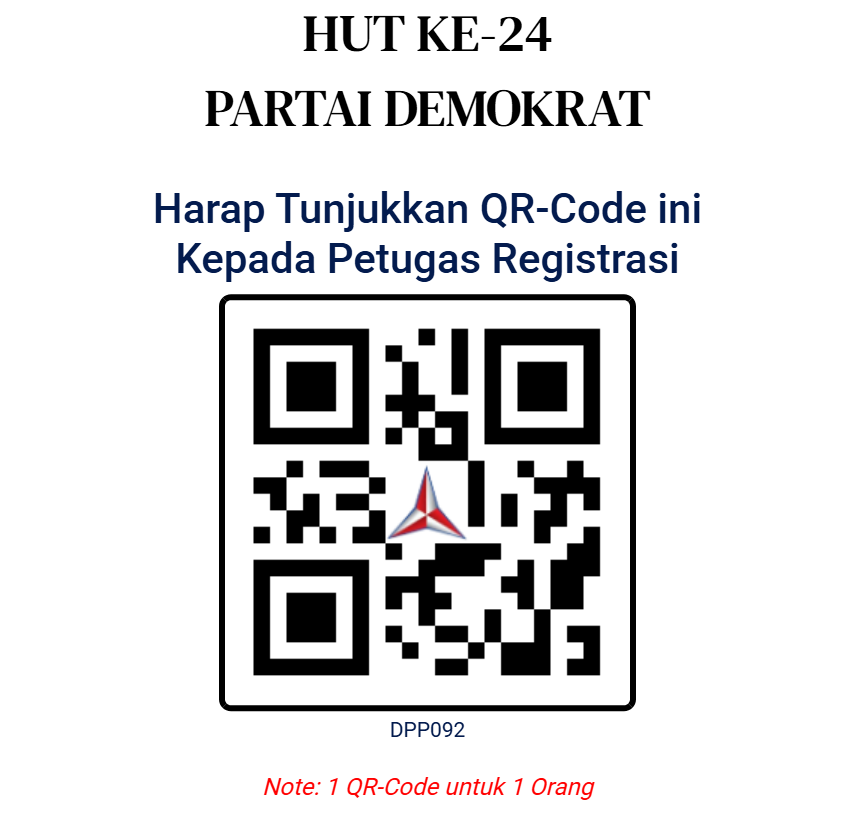 HUT KE-24
PARTAI DEMOKRAT
Harap Tunjukkan QR-Code ini
Kepada Petugas Registrasi
DPP092
Note: 1 QR-Code untuk 1 Orang